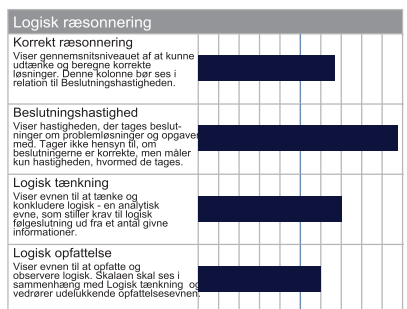 Logisk ræsonnering
Korrekt ræsonnering
Viser gennemsnitsniveauet af at kunne
udtænke og beregne korrekte
løsninger. Denne kolonne bør ses i
relation til Beslutningshastigheden.
Beslutningshastighed
Viser hastigheden, der tages beslut-
ninger om problemløsninger og opgaver
med. Tager ikke hensyn til, om
beslutningerne er korrekte, men måler
kun hastigheden, hvormed de tages.
Logisk tænkning
Viser evnen til at tænke og
konkludere logisk - en analytisk
evne, som stiller krav til logisk
følgeslutning ud fra et antal givne
informationer.
Logisk opfattelse
Viser evnen til at opfatte og
observere logisk. Skalaen skal ses i
sammenhæng med Logisk tænkning og
vedrører udelukkende opfattelsesevnen.